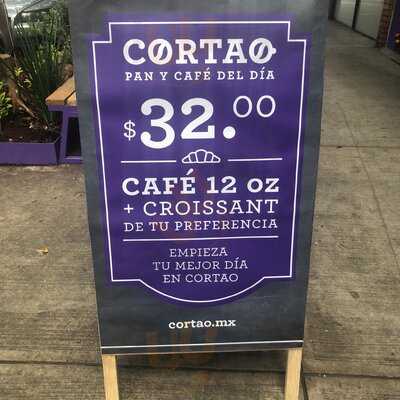 CØRTAØ
PAN Y CAFÉ DEL DÍA
$32.00
CAFÉ 12 oz
+ CROISSANT
DE TU PREFERENCIA
EMPIEZA
TU MEJOR DÍA
EN CORTAO
cortao.mx